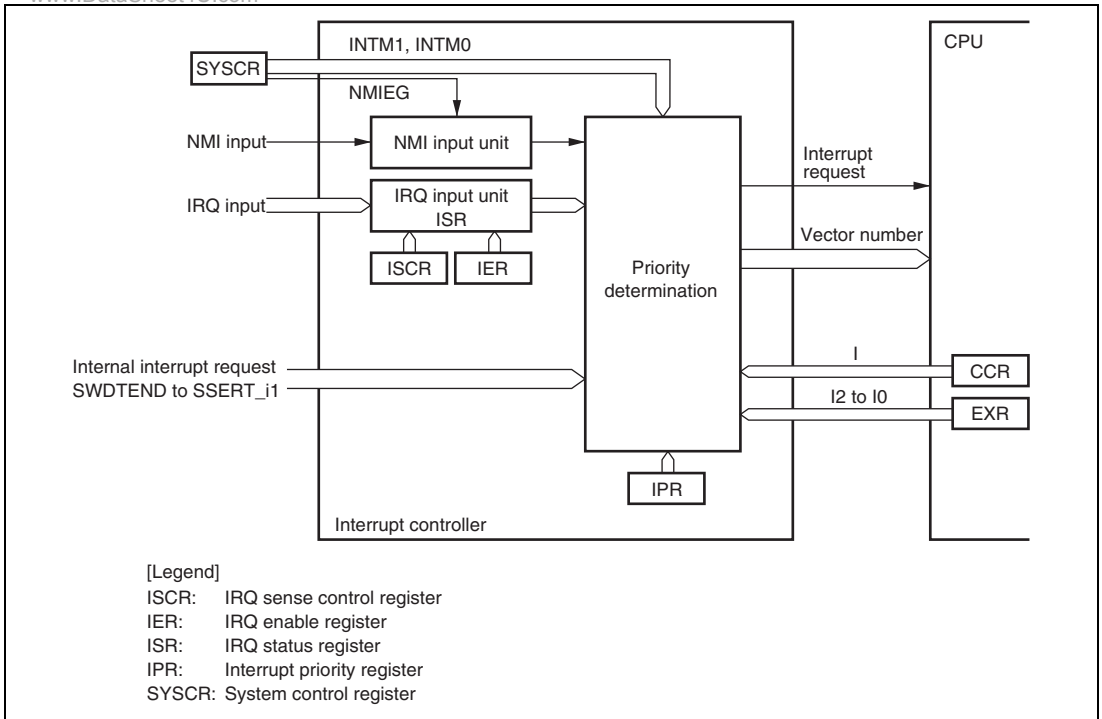 INTM1, INTM0
CPU
SYSCR
NMIEG
NMI input
NMI input unit
Interrupt
request
IRQ input
IRQ input unit
ISR
Vector number
ISCR
IER
Priority
determination
Internal interrupt request
SWDTEND to SSERT_i1
I
CCR
I2 to I0
EXR
IPR
Interrupt controller
[Legend]
ISCR: IRQ sense control register
IER: IRQ enable register
ISR: IRQ status register
IPR: Interrupt priority register
SYSCR: System control register